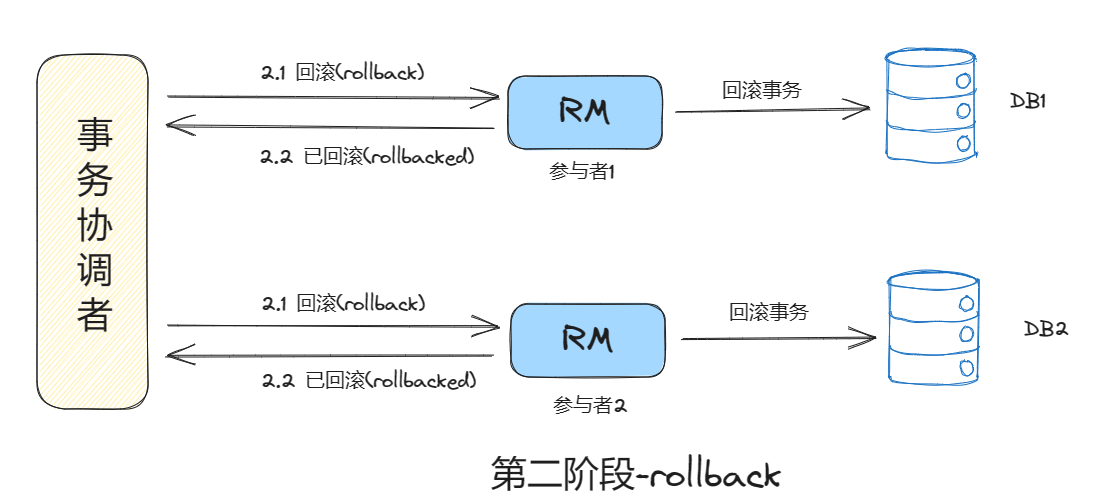 事务协调者
2.1 回滚(rollback)
RM
回滚事务
DB1
2.2 已回滚(rollbacked)
参与者1
2.1 回滚(rollback)
RM
回滚事务
DB2
2.2 已回滚(rollbacked)
参与者2
第二阶段-rollback